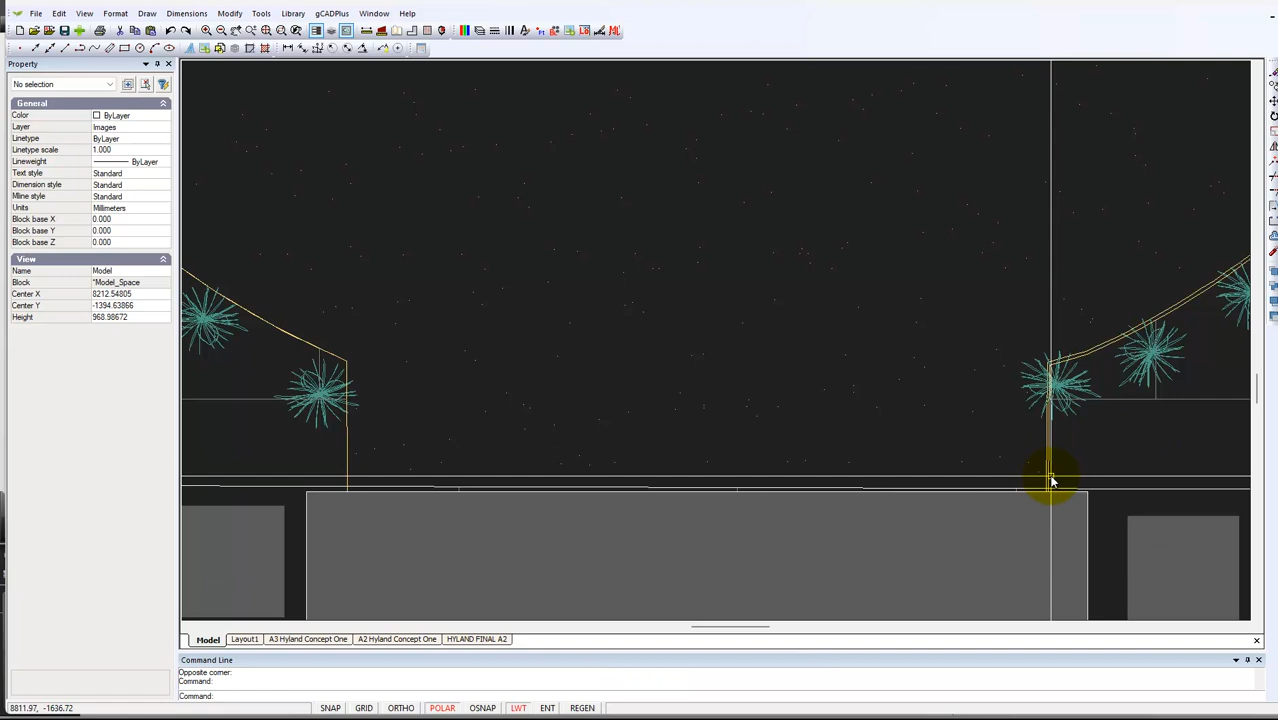 File Edit View Format Draw Dimensions Modify Tools Library gCADPlus Window Help
Property
No selection
General
Color ByLayer
Layer Images
Linetype ByLayer
Linetype scale 1.000
Lineweight ByLayer
Text style Standard
Dimension style Standard
Mline style Standard
Units Millimeters
Block base X 0.000
Block base Y 0.000
Block base Z 0.000
View
Name Model
Block *Model_Space
Center X 8212.54805
Center Y -1394.63866
Height 968.98672
Model Layout1 A3 Hyland Concept One A2 Hyland Concept One HYLAND FINAL A2
Command Line
Opposite corner:
Command:
Command:
8811.97, -1636.72 SNAP GRID ORTHO POLAR OSNAP LWT ENT REGEN